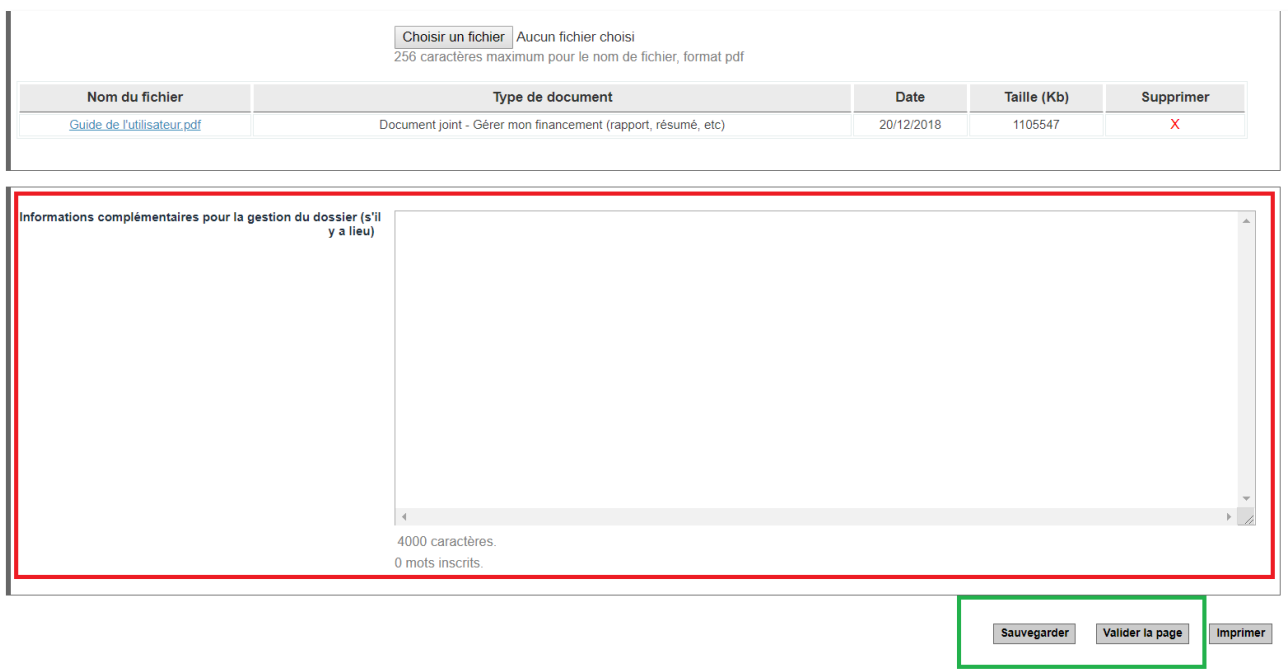 Choisir un fichier Aucun fichier choisi
256 caractères maximum pour le nom de fichier, format pdf
Nom du fichier Type de document Date Taille (Kb) Supprimer
Guide de l'utilisateur.pdf Document joint - Gérer mon financement (rapport, résumé, etc) 20/12/2018 1105547 X
Informations complémentaires pour la gestion du dossier (s'il
y a lieu)
4000 caractères.
0 mots inscrits.
Sauvegarder Valider la page Imprimer